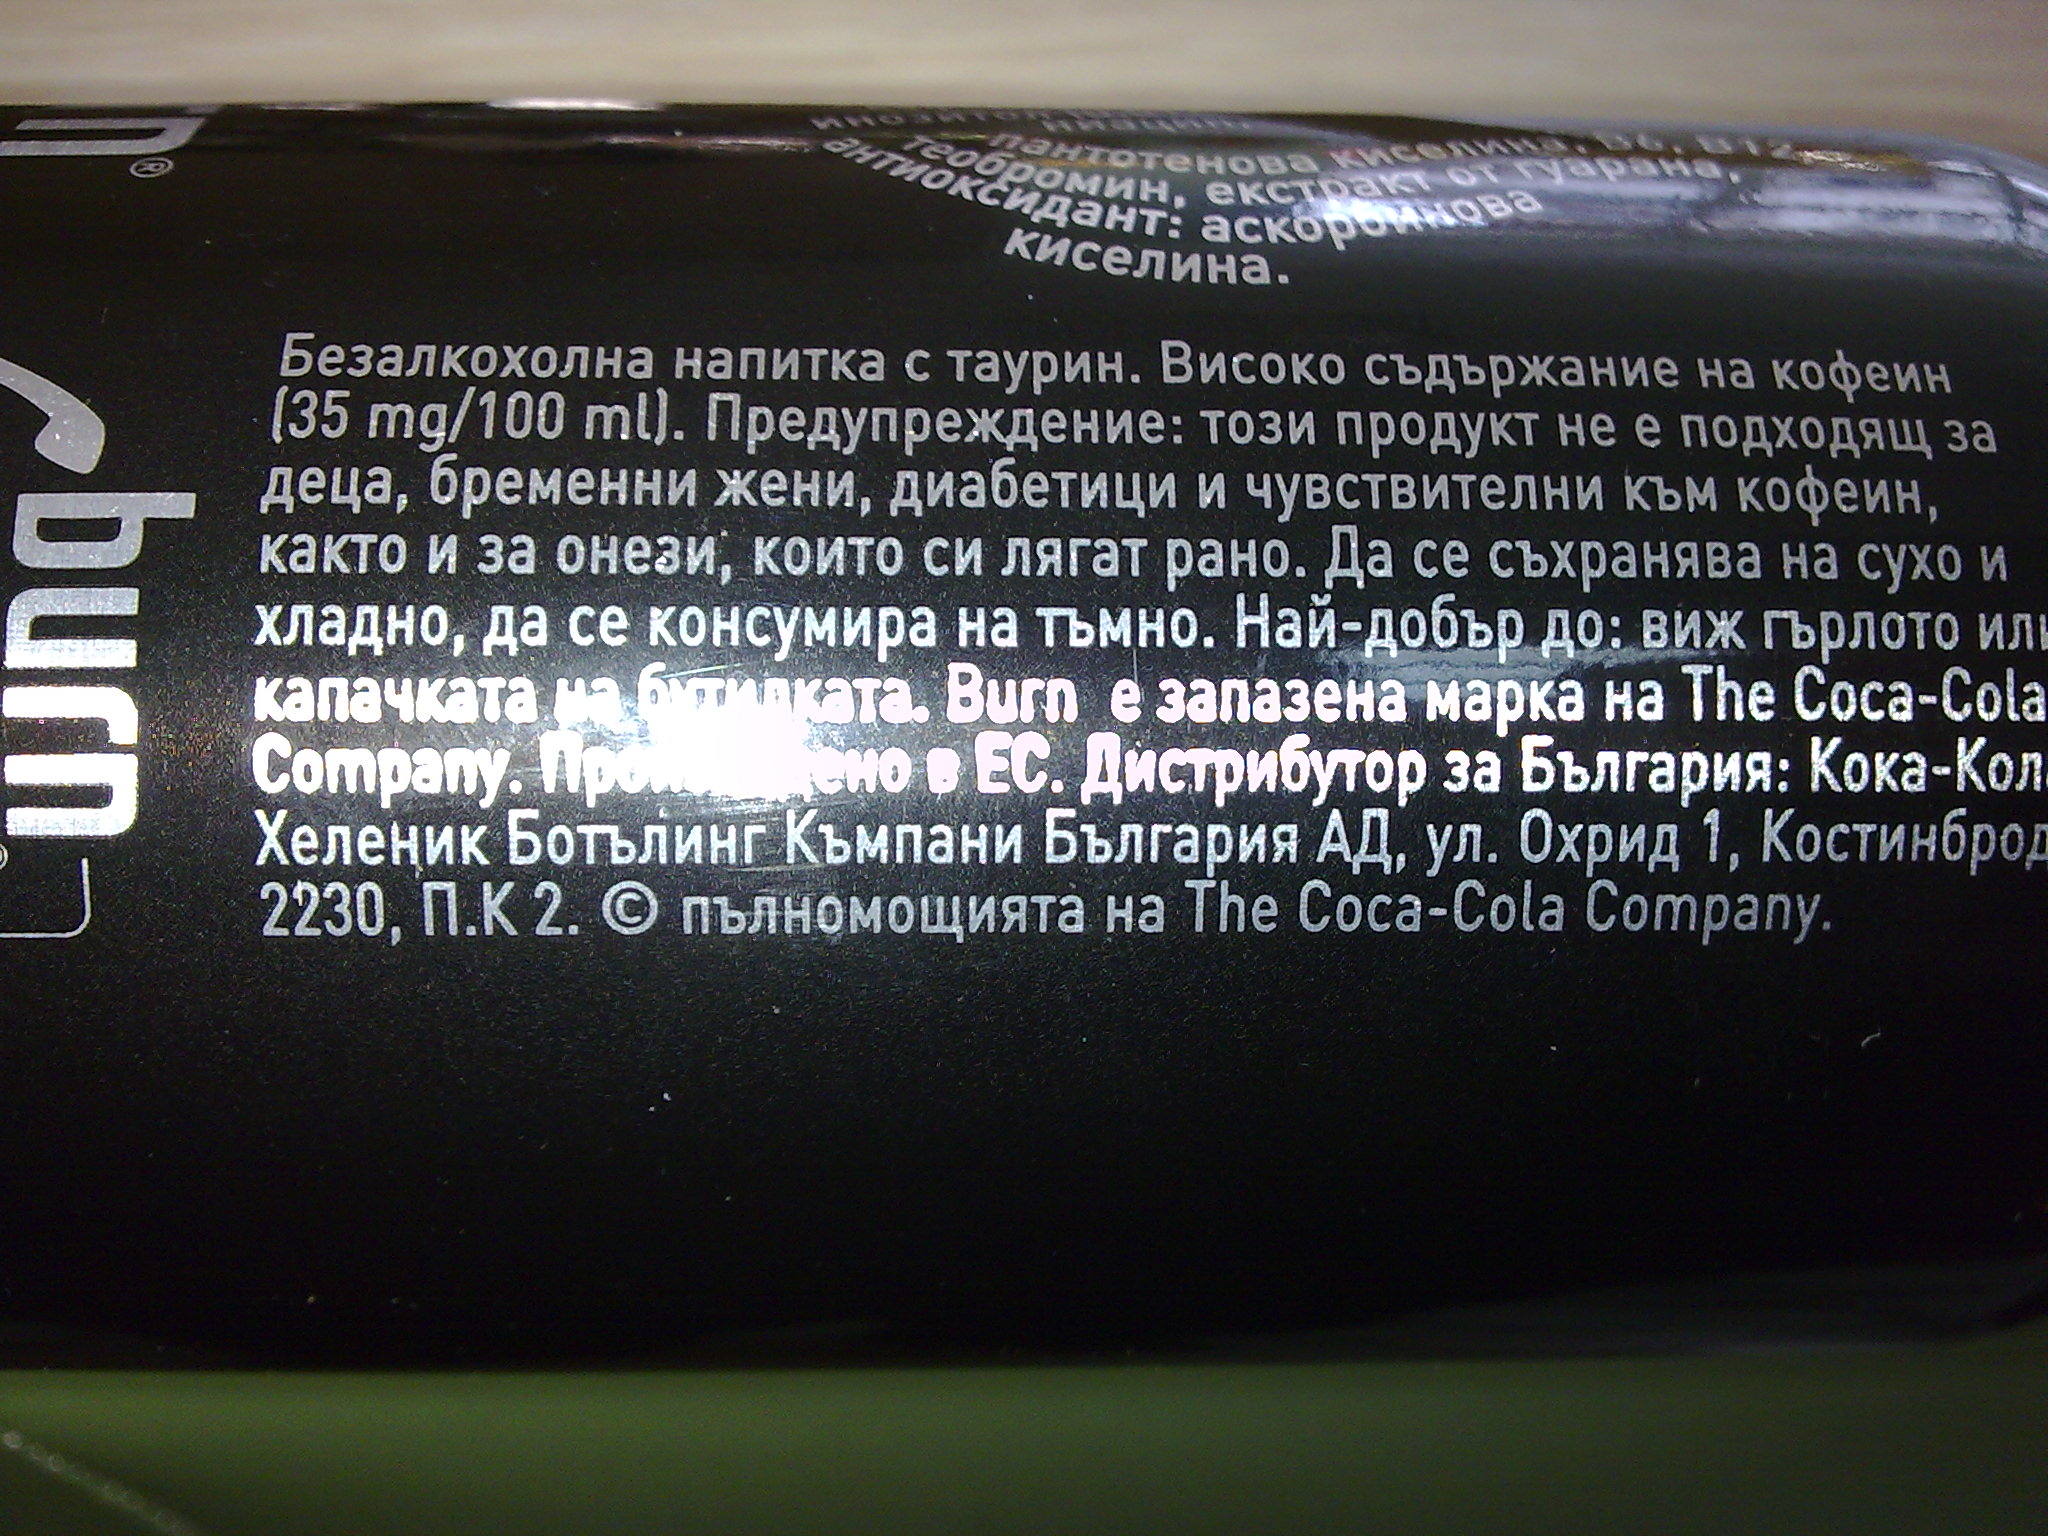 пантотенова киселина, B6, B12,
теобромин, екстракт от гуарана,
антиоксидант: аскорбинова
киселина.
Безалкохолна напитка с таурин. Високо съдържание на кофеин
(35 mg/100 ml). Предупреждение: този продукт не е подходящ за
деца, бременни жени, диабетици и чувствителни към кофеин,
както и за онези, които си лягат рано. Да се съхранява на сухо и
хладно, да се консумира на тъмно. Най-добър до: виж гърлото или
капачката на бутилката. Burn е запазена марка на The Coca-Cola
Company. Произведено в ЕС. Дистрибутор за България: Кока-Кола
Хеленик Ботълинг Къмпани България АД, ул. Охрид 1, Костинброд
2230, П.К 2. © пълномощията на The Coca-Cola Company.
burn